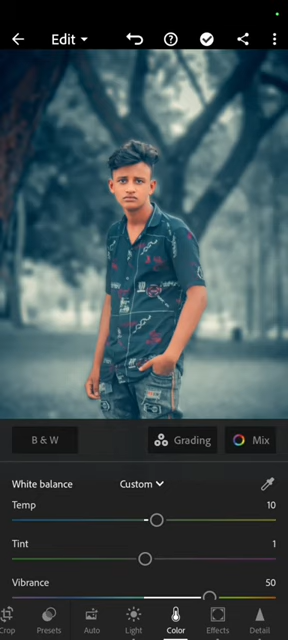 Edit
B & W
Grading
Mix
White balance
Custom
Temp 10
Tint 1
Vibrance 50
Crop
Presets
Auto
Light
Color
Effects
Detail